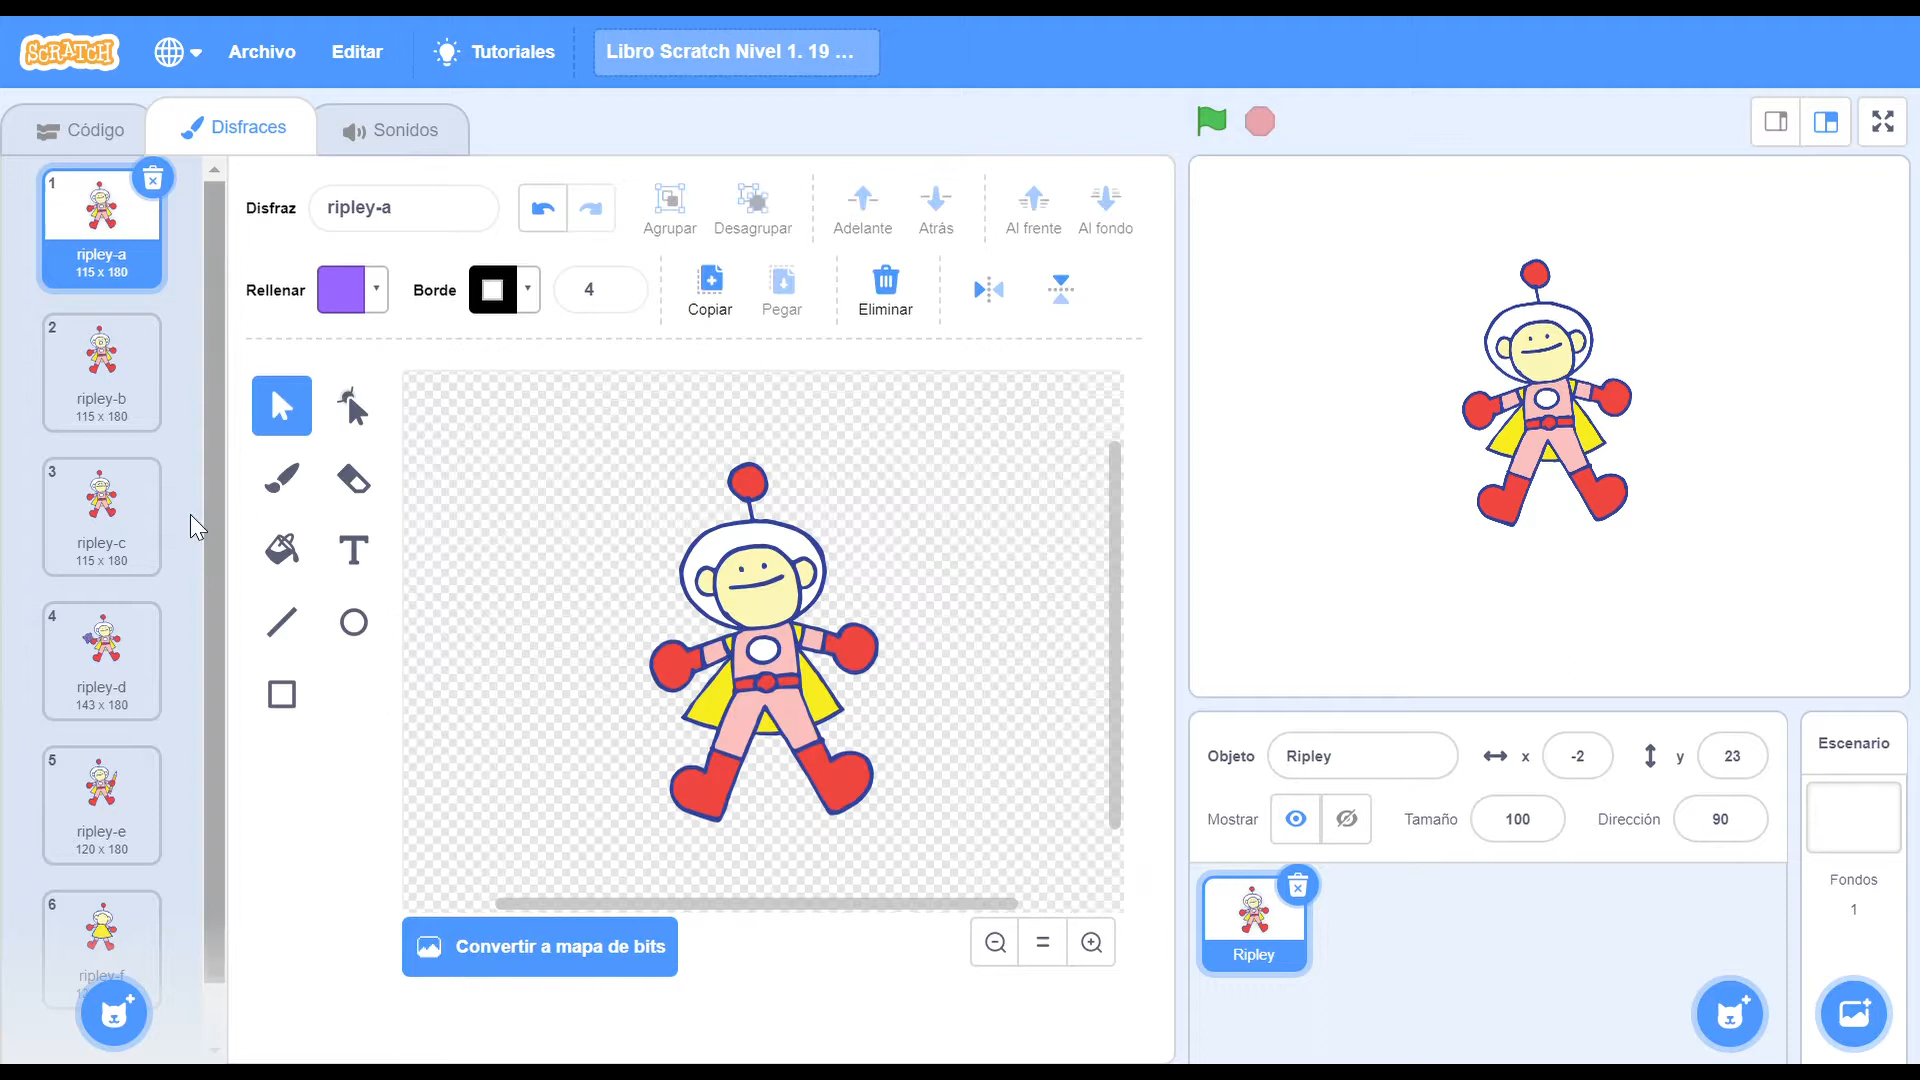 SCRATCH
Archivo
Editar
Tutoriales
Libro Scratch Nivel 1. 19 ...
Código
Disfraces
Sonidos
1
ripley-a
115 x 180
2
ripley-b
115 x 180
3
ripley-c
115 x 180
4
ripley-d
143 x 180
5
ripley-e
120 x 180
6
ripley-f
Disfraz
ripley-a
Agrupar
Desagrupar
Adelante
Atrás
Al frente
Al fondo
Rellenar
Borde
4
Copiar
Pegar
Eliminar
T
Convertir a mapa de bits
=
Objeto
Ripley
x
-2
y
23
Mostrar
Tamaño
100
Dirección
90
Ripley
Escenario
Fondos
1